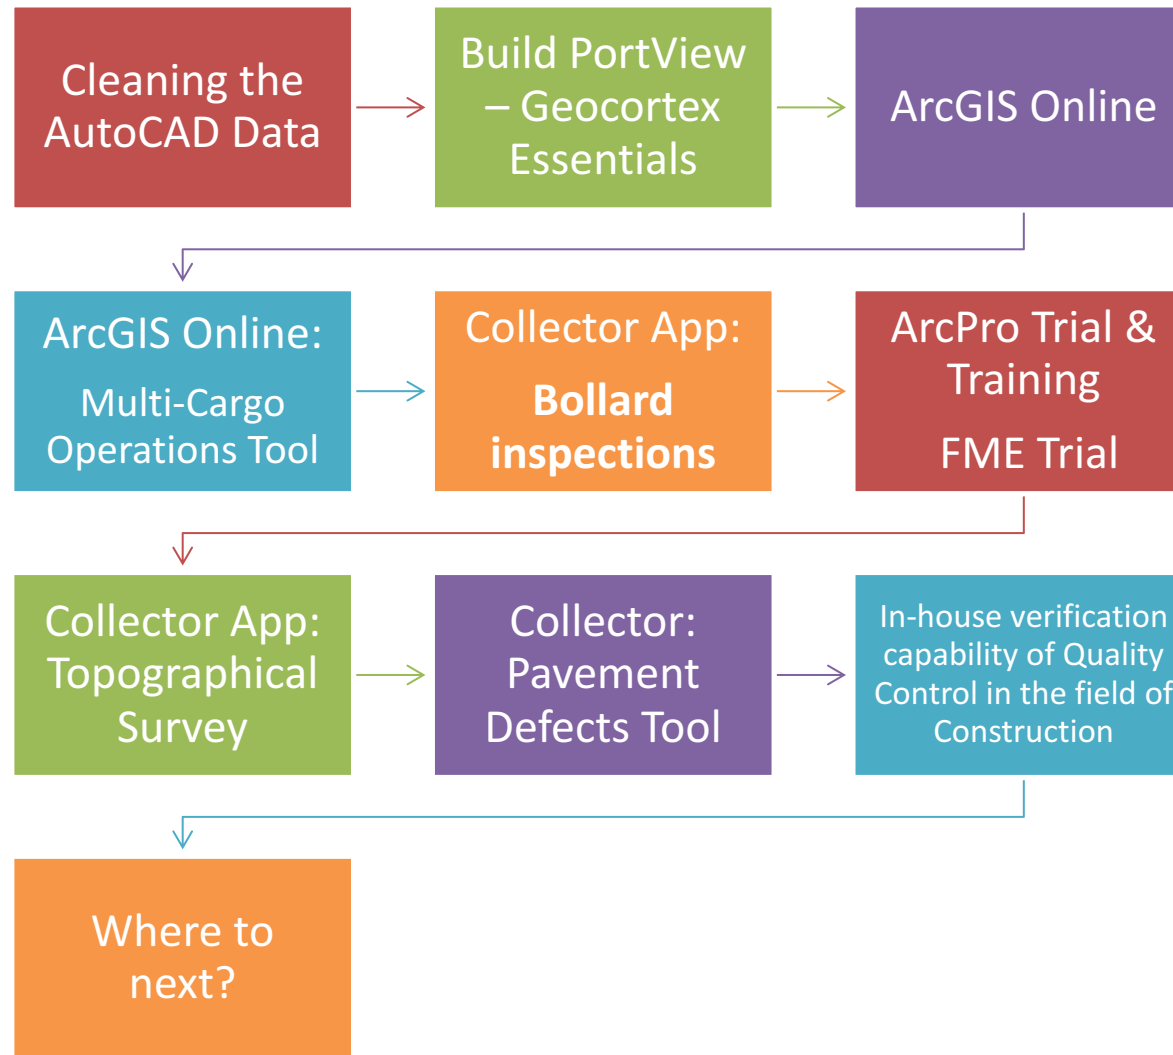 Cleaning the
AutoCAD Data
Build PortView
– Geocortex
Essentials
ArcGIS Online
ArcGIS Online:
Multi-Cargo
Operations Tool
Collector App:
Bollard
inspections
ArcPro Trial &
Training
FME Trial
Collector App:
Topographical
Survey
Collector:
Pavement
Defects Tool
In-house verification
capability of Quality
Control in the field of
Construction
Where to
next?